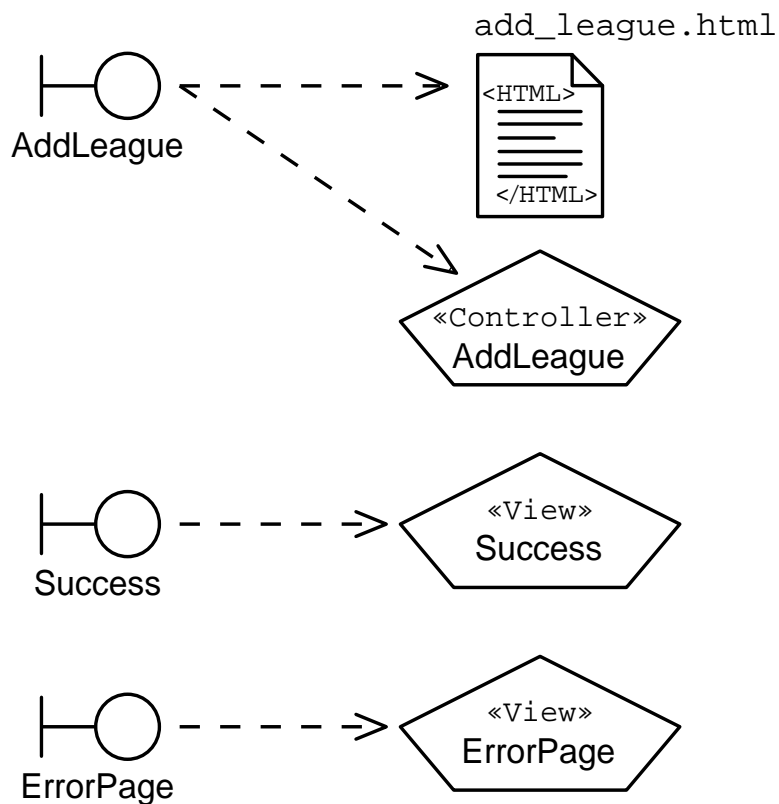 add_league.html
AddLeague
<HTML>
</HTML>
«Controller»
AddLeague
Success
«View»
Success
ErrorPage
«View»
ErrorPage